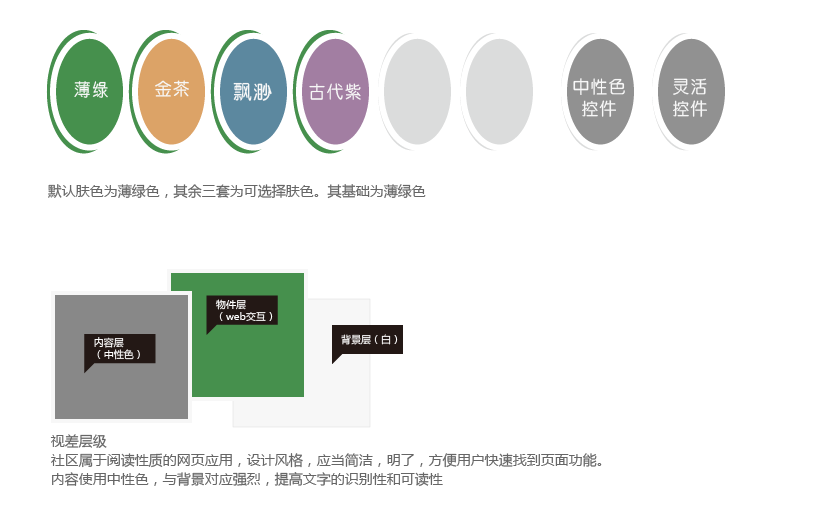 薄绿
金茶
飘渺
古代紫
中性色
控件
灵活
控件
默认肤色为薄绿色，其余三套为可选择肤色。其基础为薄绿色
物件层
（web交互）
内容层
（中性色）
背景层（白）
视差层级
社区属于阅读性质的网页应用，设计风格，应当简洁，明了，方便用户快速找到页面功能。
内容使用中性色，与背景对应强烈，提高文字的识别性和可读性